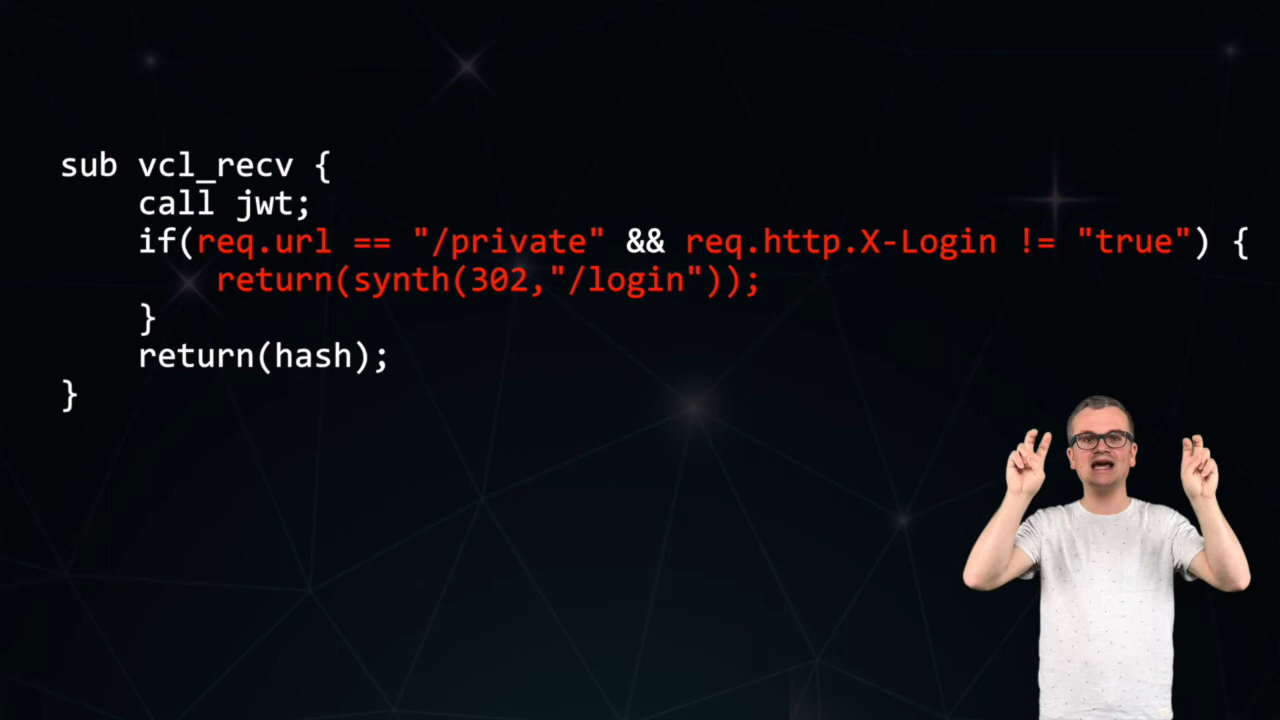 sub vcl_recv {
    call jwt;
    if(req.url == "/private" && req.http.X-Login != "true") {
        return(synth(302,"/login"));
    }
    return(hash);
}